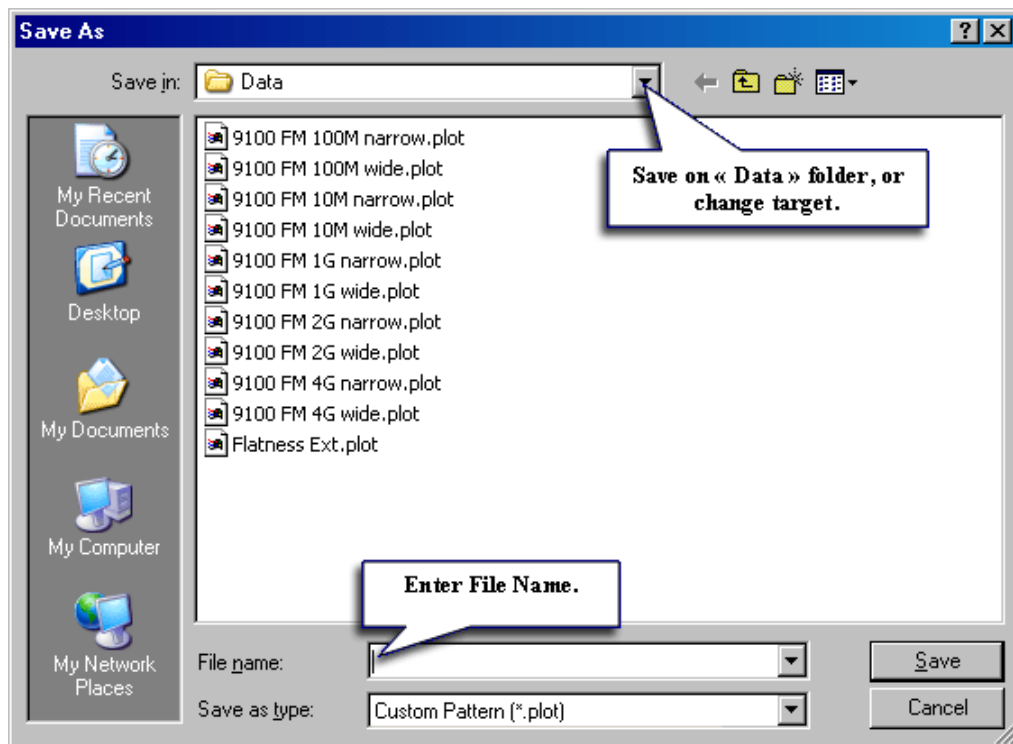 Save As
Save in:
Data
Save on « Data » folder, or
change target.
My Recent
Documents
Desktop
My Documents
My Computer
My Network
Places
9100 FM 100M narrow.plot
9100 FM 100M wide.plot
9100 FM 10M narrow.plot
9100 FM 10M wide.plot
9100 FM 1G narrow.plot
9100 FM 1G wide.plot
9100 FM 2G narrow.plot
9100 FM 2G wide.plot
9100 FM 4G narrow.plot
9100 FM 4G wide.plot
Flatness Ext.plot
Enter File Name.
File name:
Save
Save as type:
Custom Pattern (*.plot)
Cancel